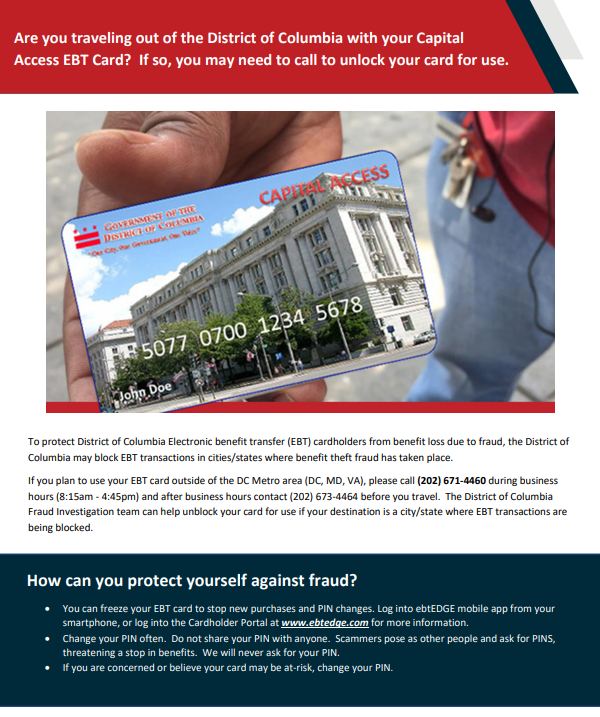 Are you traveling out of the District of Columbia with your Capital
Access EBT Card?  If so, you may need to call to unlock your card for use.
CAPITAL ACCESS
GOVERNMENT OF THE
DISTRICT OF COLUMBIA
"One City, One Government, One Voice"
5077 0700 1234 5678
John Doe
To protect District of Columbia Electronic benefit transfer (EBT) cardholders from benefit loss due to fraud, the District of
Columbia may block EBT transactions in cities/states where benefit theft fraud has taken place.
If you plan to use your EBT card outside of the DC Metro area (DC, MD, VA), please call (202) 671-4460 during business
hours (8:15am - 4:45pm) and after business hours contact (202) 673-4464 before you travel.  The District of Columbia
Fraud Investigation team can help unblock your card for use if your destination is a city/state where EBT transactions are
being blocked.
How can you protect yourself against fraud?
• You can freeze your EBT card to stop new purchases and PIN changes. Log into ebtEDGE mobile app from your
smartphone, or log into the Cardholder Portal at www.ebtedge.com for more information.
• Change your PIN often.  Do not share your PIN with anyone.  Scammers pose as other people and ask for PINS,
threatening a stop in benefits.  We will never ask for your PIN.
• If you are concerned or believe your card may be at-risk, change your PIN.